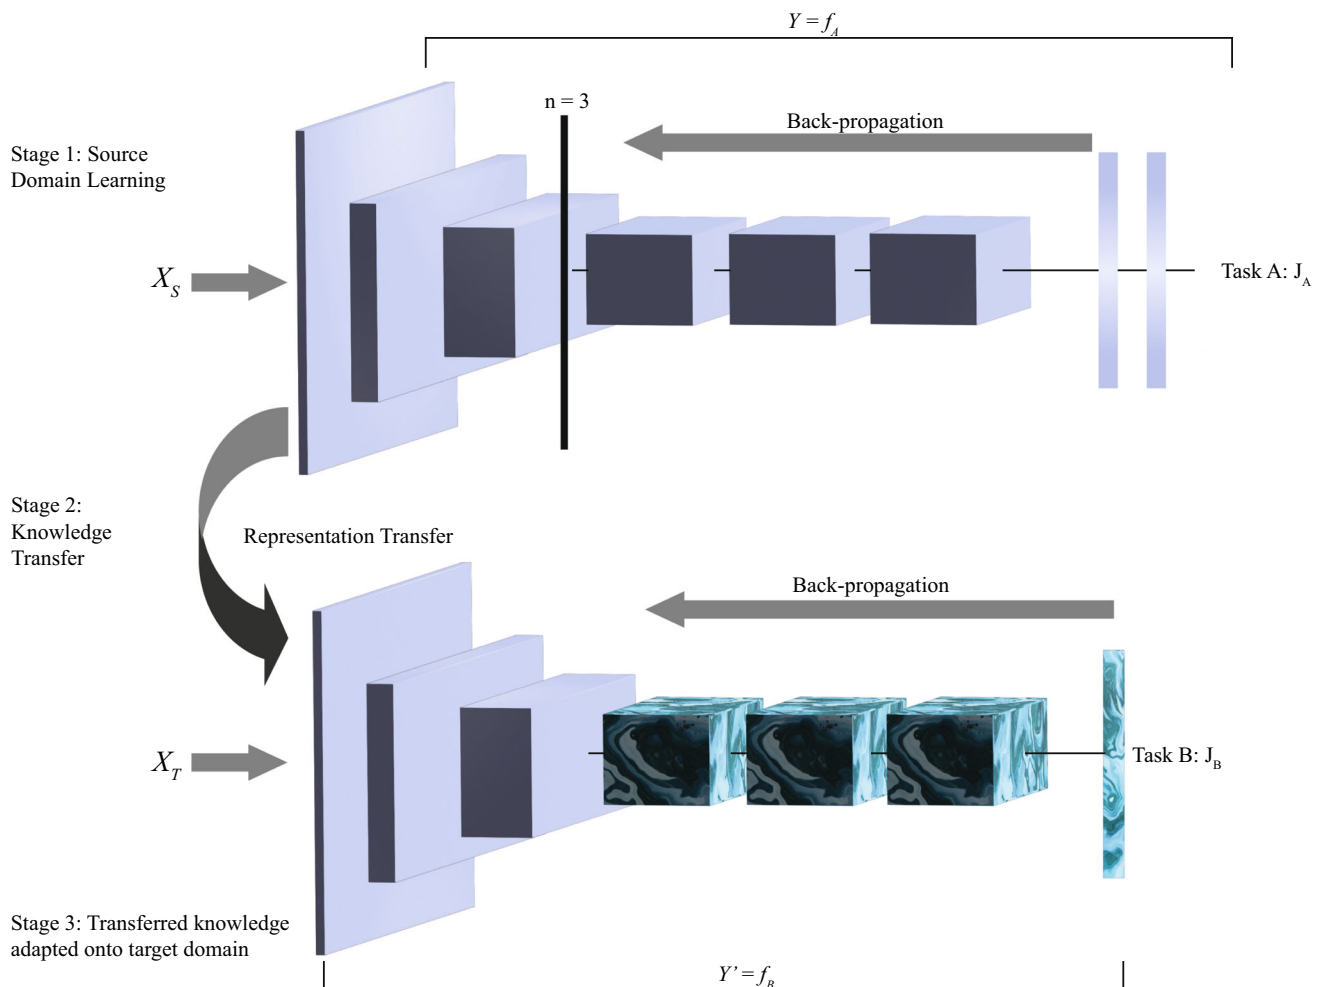 Y = f_A
n = 3
Back-propagation
Stage 1: Source
Domain Learning
X_S
Task A: J_A
Stage 2:
Knowledge
Transfer
Representation Transfer
Back-propagation
X_T
Task B: J_B
Stage 3: Transferred knowledge
adapted onto target domain
Y’ = f_B